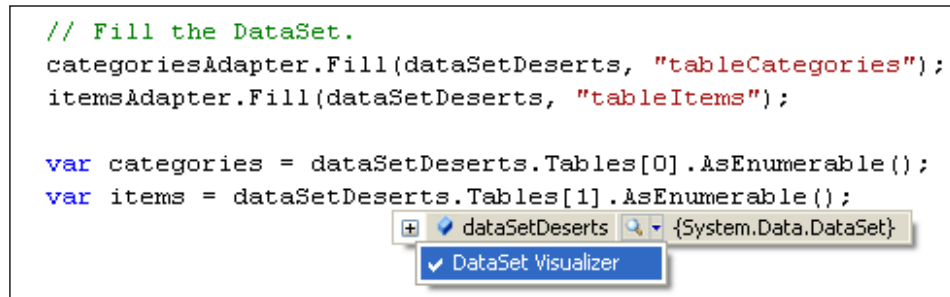 // Fill the DataSet.
categoriesAdapter.Fill(dataSetDeserts, "tableCategories");
itemsAdapter.Fill(dataSetDeserts, "tableItems");
var categories = dataSetDeserts.Tables[0].AsEnumerable();
var items = dataSetDeserts.Tables[1].AsEnumerable();
dataSetDeserts {System.Data.DataSet}
DataSet Visualizer